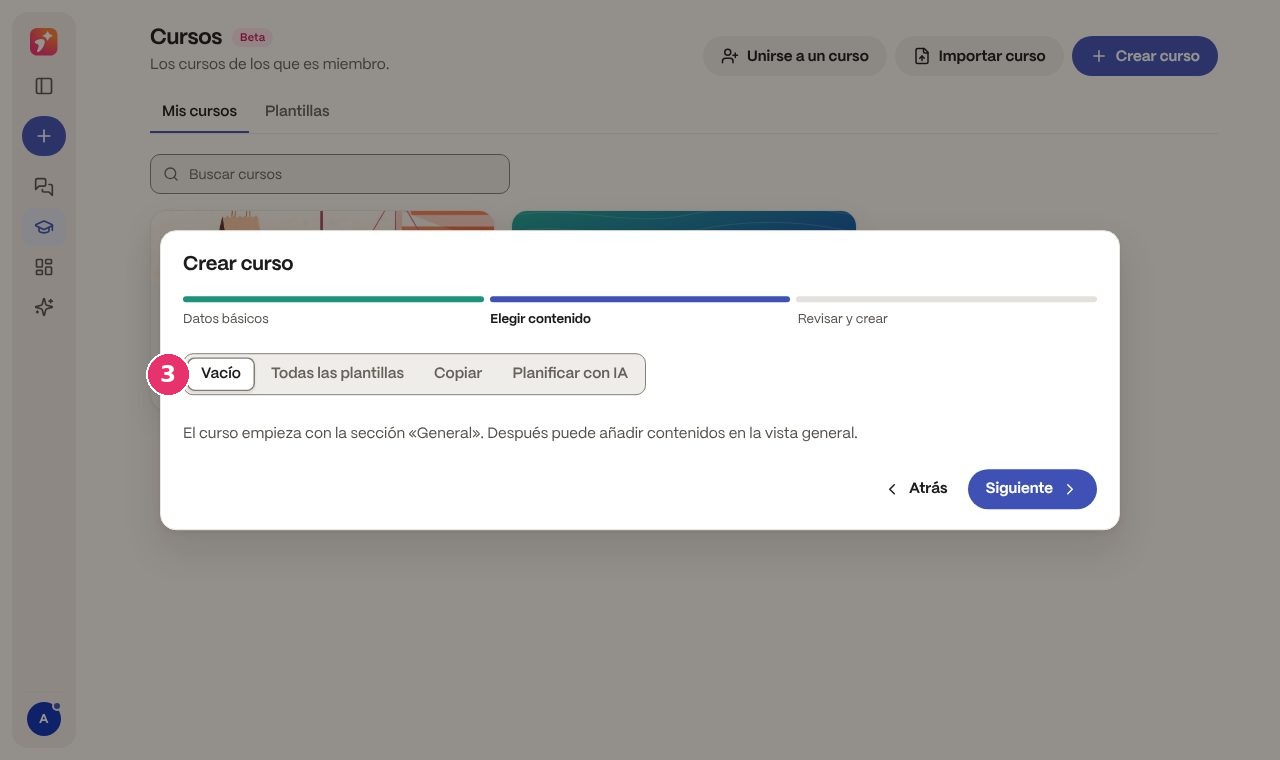 Cursos
Beta
Los cursos de los que es miembro.
Unirse a un curso
Importar curso
Crear curso
Mis cursos
Plantillas
Buscar cursos
Crear curso
Datos básicos
Elegir contenido
Revisar y crear
3
Vacío
Todas las plantillas
Copiar
Planificar con IA
El curso empieza con la sección «General». Después puede añadir contenidos en la vista general.
Atrás
Siguiente
A